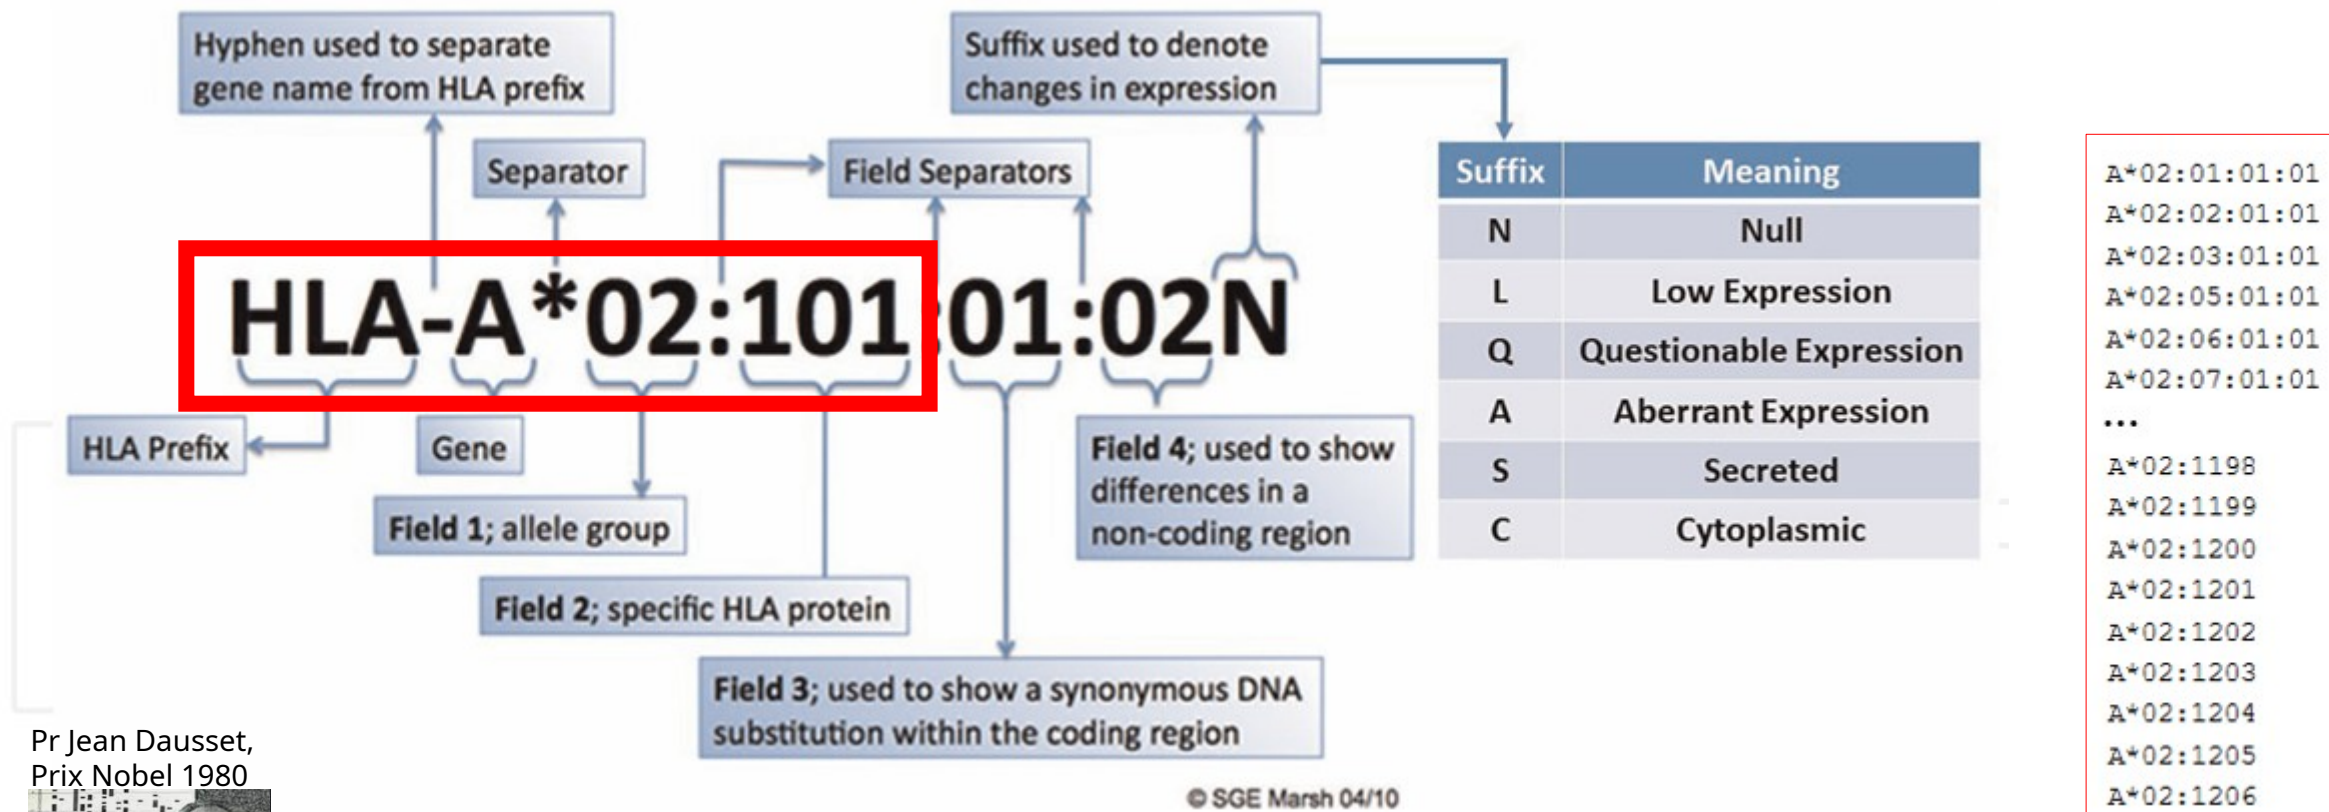 Hyphen used to separate
gene name from HLA prefix
Suffix used to denote
changes in expression
Separator
Field Separators
HLA-A*02:101:01:02N
HLA Prefix
Gene
Field 1; allele group
Field 2; specific HLA protein
Field 3; used to show a synonymous DNA
substitution within the coding region
Field 4; used to show
differences in a
non-coding region
Suffix Meaning
N Null
L Low Expression
Q Questionable Expression
A Aberrant Expression
S Secreted
C Cytoplasmic
A*02:01:01:01
A*02:02:01:01
A*02:03:01:01
A*02:05:01:01
A*02:06:01:01
A*02:07:01:01
...
A*02:1198
A*02:1199
A*02:1200
A*02:1201
A*02:1202
A*02:1203
A*02:1204
A*02:1205
A*02:1206
Pr Jean Dausset,
Prix Nobel 1980
© SGE Marsh 04/10